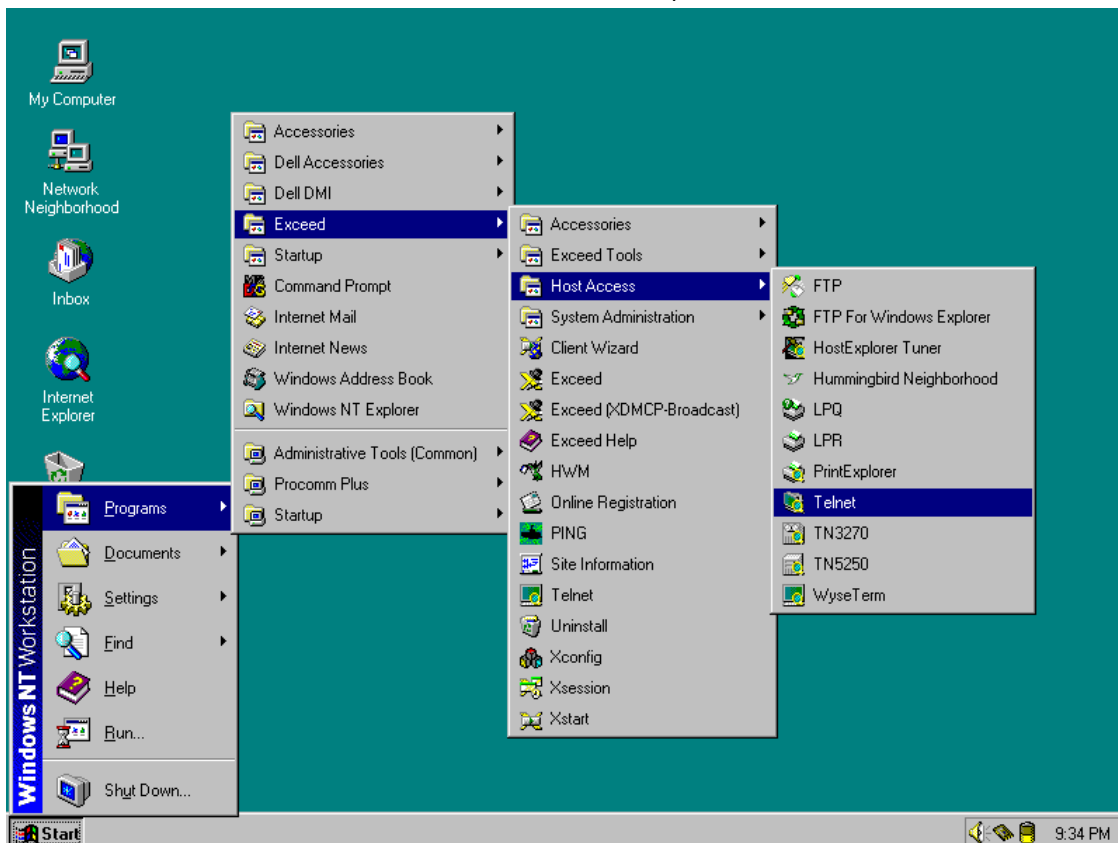 My Computer
Network
Neighborhood
Inbox
Internet
Explorer
Accessories
Dell Accessories
Dell DMI
Exceed
Startup
Command Prompt
Internet Mail
Internet News
Windows Address Book
Windows NT Explorer
Administrative Tools (Common)
Procomm Plus
Startup
Accessories
Exceed Tools
Host Access
System Administration
Client Wizard
Exceed
Exceed (XDMCP-Broadcast)
Exceed Help
HWM
Online Registration
PING
Site Information
Telnet
Uninstall
Xconfig
Xsession
Xstart
FTP
FTP For Windows Explorer
HostExplorer Tuner
Hummingbird Neighborhood
LPQ
LPR
PrintExplorer
Telnet
TN3270
TN5250
WyseTerm
Windows NT Workstation
Programs
Documents
Settings
Find
Help
Run...
Shut Down...
Start
9:34 PM